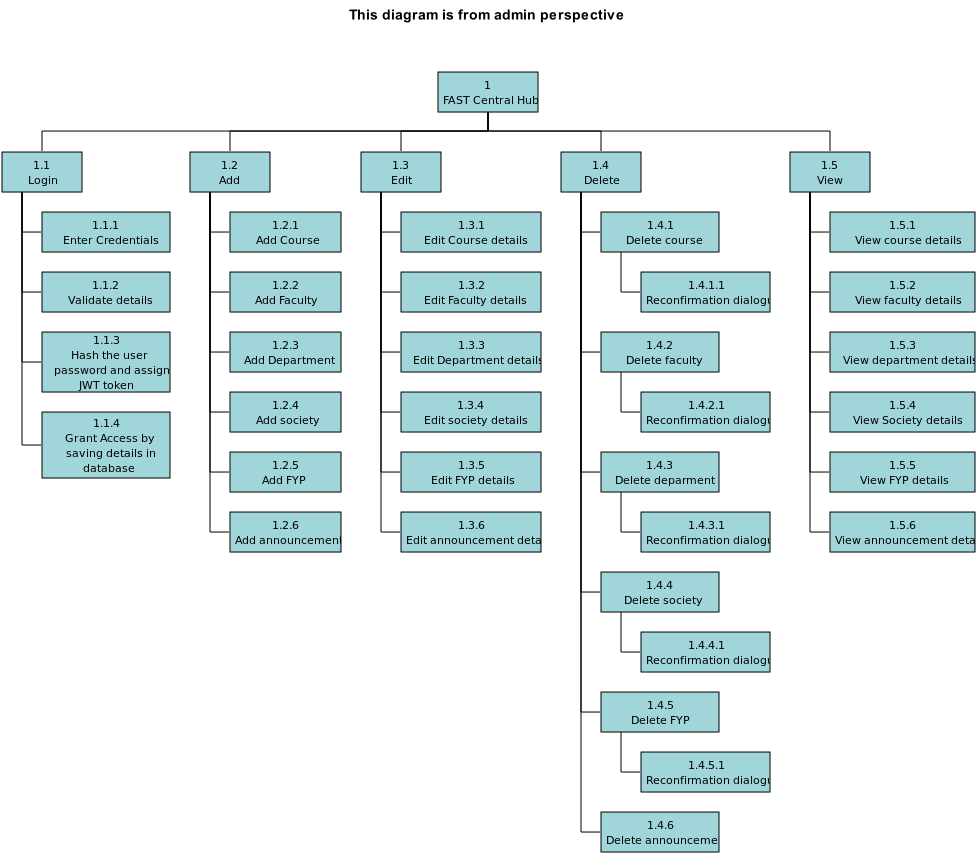 This diagram is from admin perspective
1
FAST Central Hub
1.1
Login
1.1.1
Enter Credentials
1.1.2
Validate details
1.1.3
Hash the user
password and assign
JWT token
1.1.4
Grant Access by
saving details in
database
1.2
Add
1.2.1
Add Course
1.2.2
Add Faculty
1.2.3
Add Department
1.2.4
Add society
1.2.5
Add FYP
1.2.6
Add announcement
1.3
Edit
1.3.1
Edit Course details
1.3.2
Edit Faculty details
1.3.3
Edit Department details
1.3.4
Edit society details
1.3.5
Edit FYP details
1.3.6
Edit announcement deta
1.4
Delete
1.4.1
Delete course
1.4.1.1
Reconfirmation dialogu
1.4.2
Delete faculty
1.4.2.1
Reconfirmation dialogu
1.4.3
Delete deparment
1.4.3.1
Reconfirmation dialogu
1.4.4
Delete society
1.4.4.1
Reconfirmation dialogu
1.4.5
Delete FYP
1.4.5.1
Reconfirmation dialogu
1.4.6
Delete announceme
1.5
View
1.5.1
View course details
1.5.2
View faculty details
1.5.3
View department details
1.5.4
View Society details
1.5.5
View FYP details
1.5.6
View announcement deta